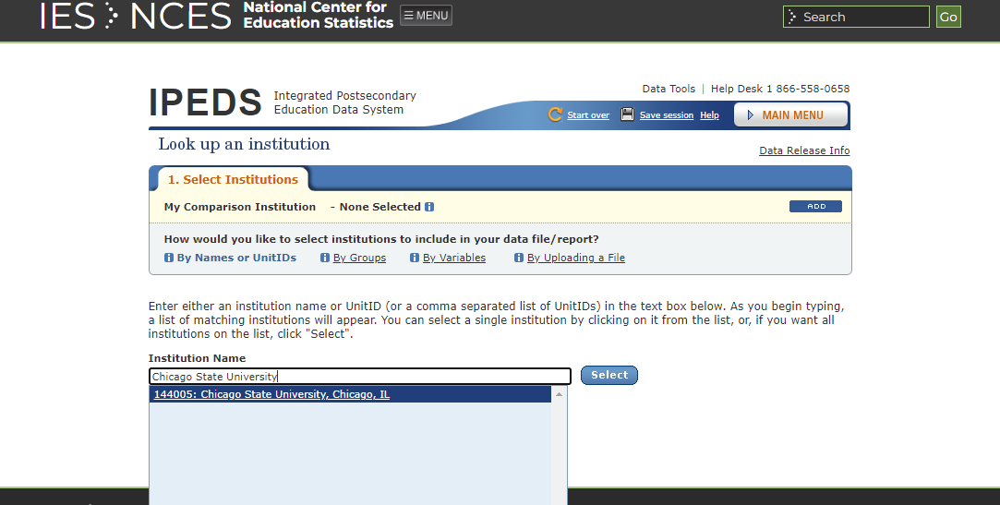 IES NCES National Center for Education Statistics
MENU
Search
Go
IPEDS Integrated Postsecondary Education Data System
Data Tools | Help Desk 1 866-558-0658
Start over Save session Help MAIN MENU
Look up an institution
Data Release Info
1. Select Institutions
My Comparison Institution - None Selected
ADD
How would you like to select institutions to include in your data file/report?
By Names or UnitIDs By Groups By Variables By Uploading a File
Enter either an institution name or UnitID (or a comma separated list of UnitIDs) in the text box below. As you begin typing,
a list of matching institutions will appear. You can select a single institution by clicking on it from the list, or, if you want all
institutions on the list, click "Select".
Institution Name
Chicago State University
Select
144005: Chicago State University, Chicago, IL